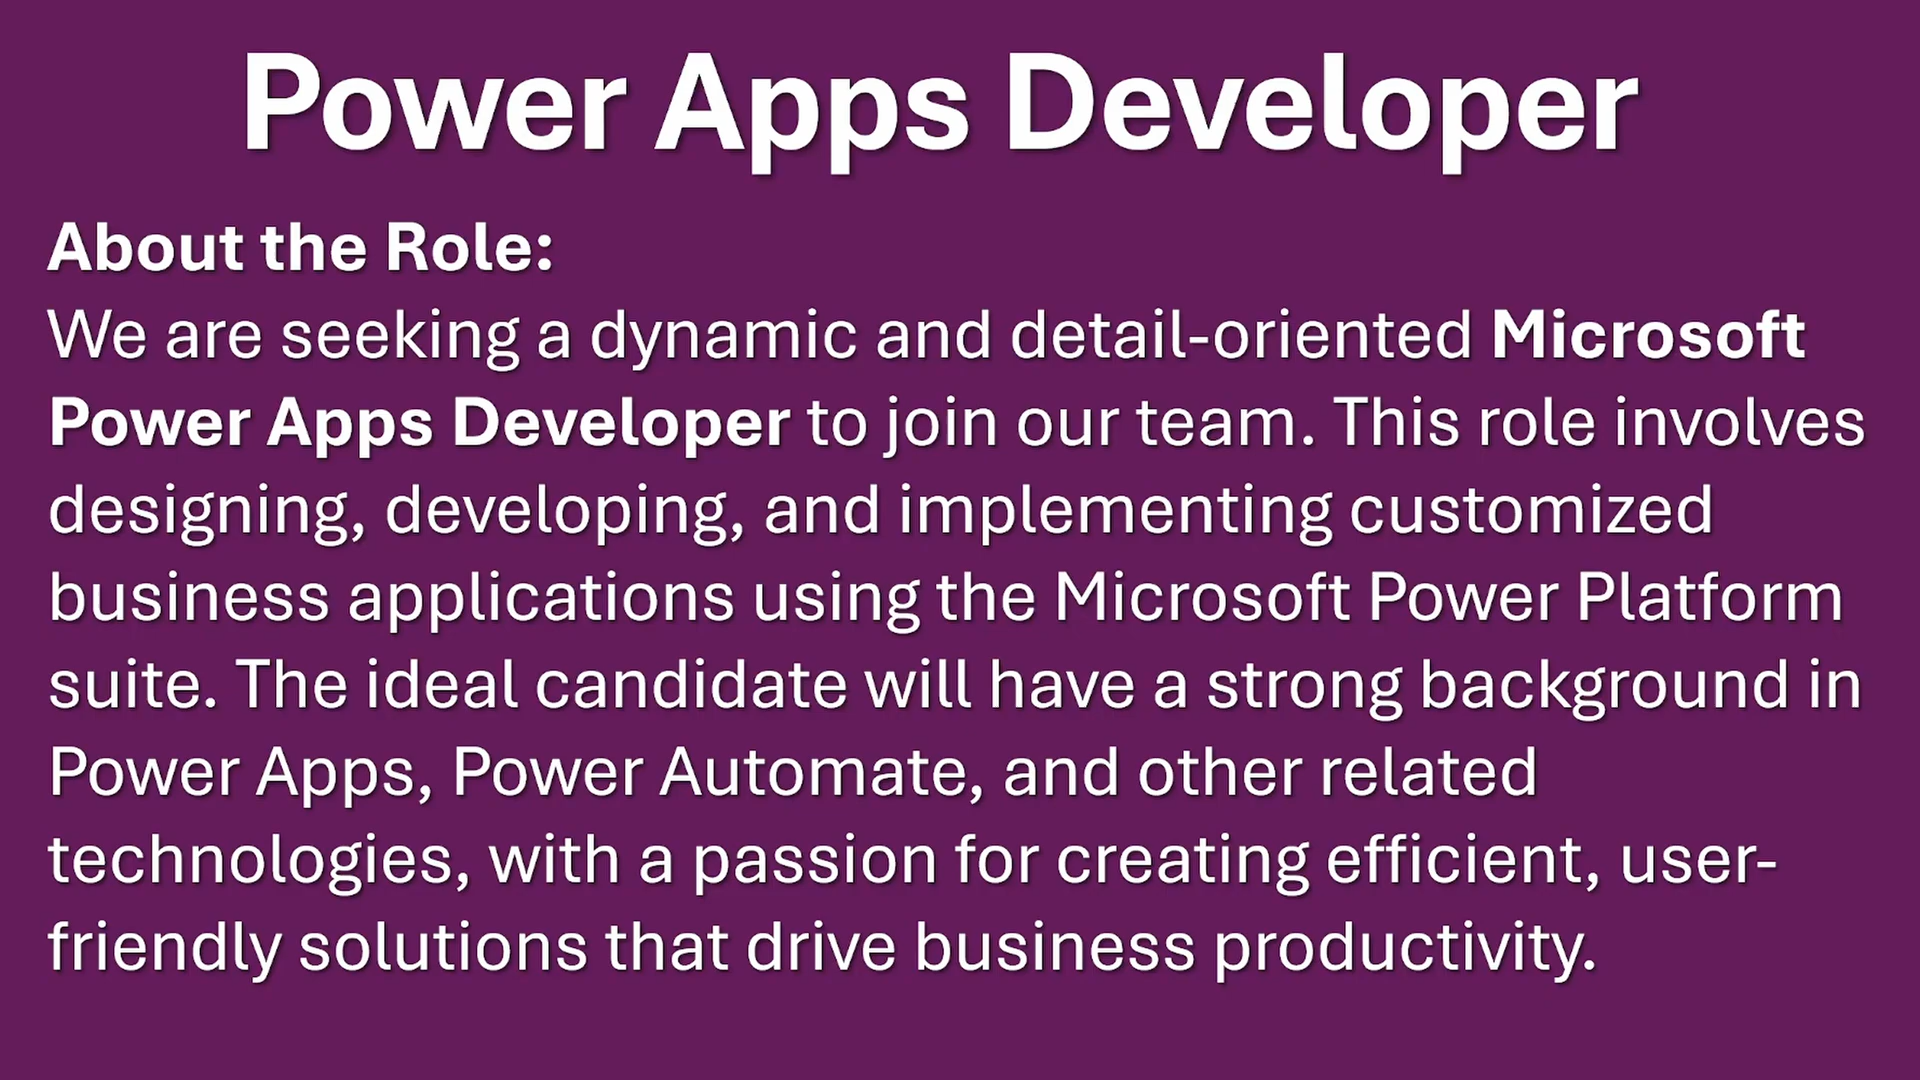 Power Apps Developer
About the Role:
We are seeking a dynamic and detail-oriented Microsoft
Power Apps Developer to join our team. This role involves
designing, developing, and implementing customized
business applications using the Microsoft Power Platform
suite. The ideal candidate will have a strong background in
Power Apps, Power Automate, and other related
technologies, with a passion for creating efficient, user-
friendly solutions that drive business productivity.